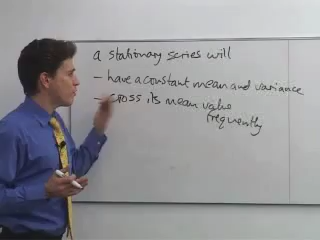 a stationary series will
- have a constant mean and variance
- cross its mean value
frequently